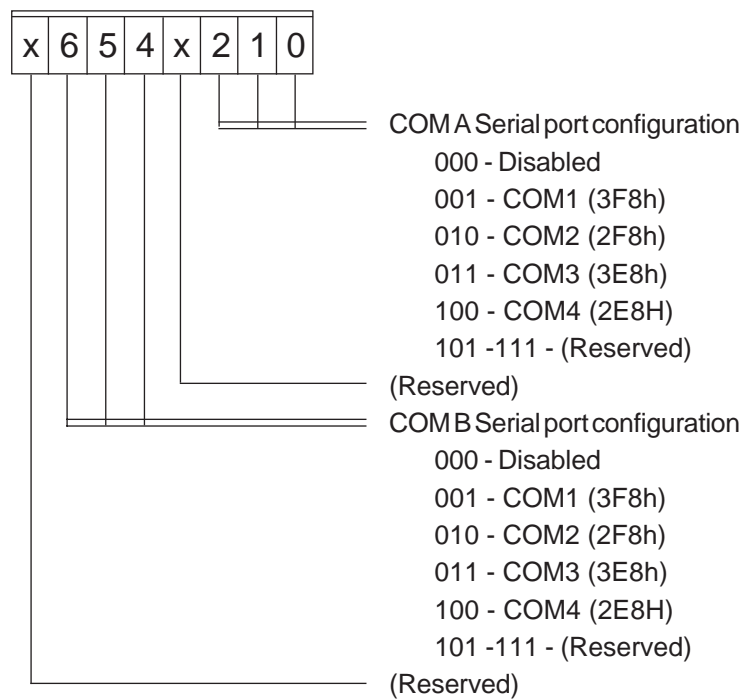 x 6 5 4 x 2 1 0
COM A Serial port configuration
000 - Disabled
001 - COM1 (3F8h)
010 - COM2 (2F8h)
011 - COM3 (3E8h)
100 - COM4 (2E8H)
101 -111 - (Reserved)
(Reserved)
COM B Serial port configuration
000 - Disabled
001 - COM1 (3F8h)
010 - COM2 (2F8h)
011 - COM3 (3E8h)
100 - COM4 (2E8H)
101 -111 - (Reserved)
(Reserved)